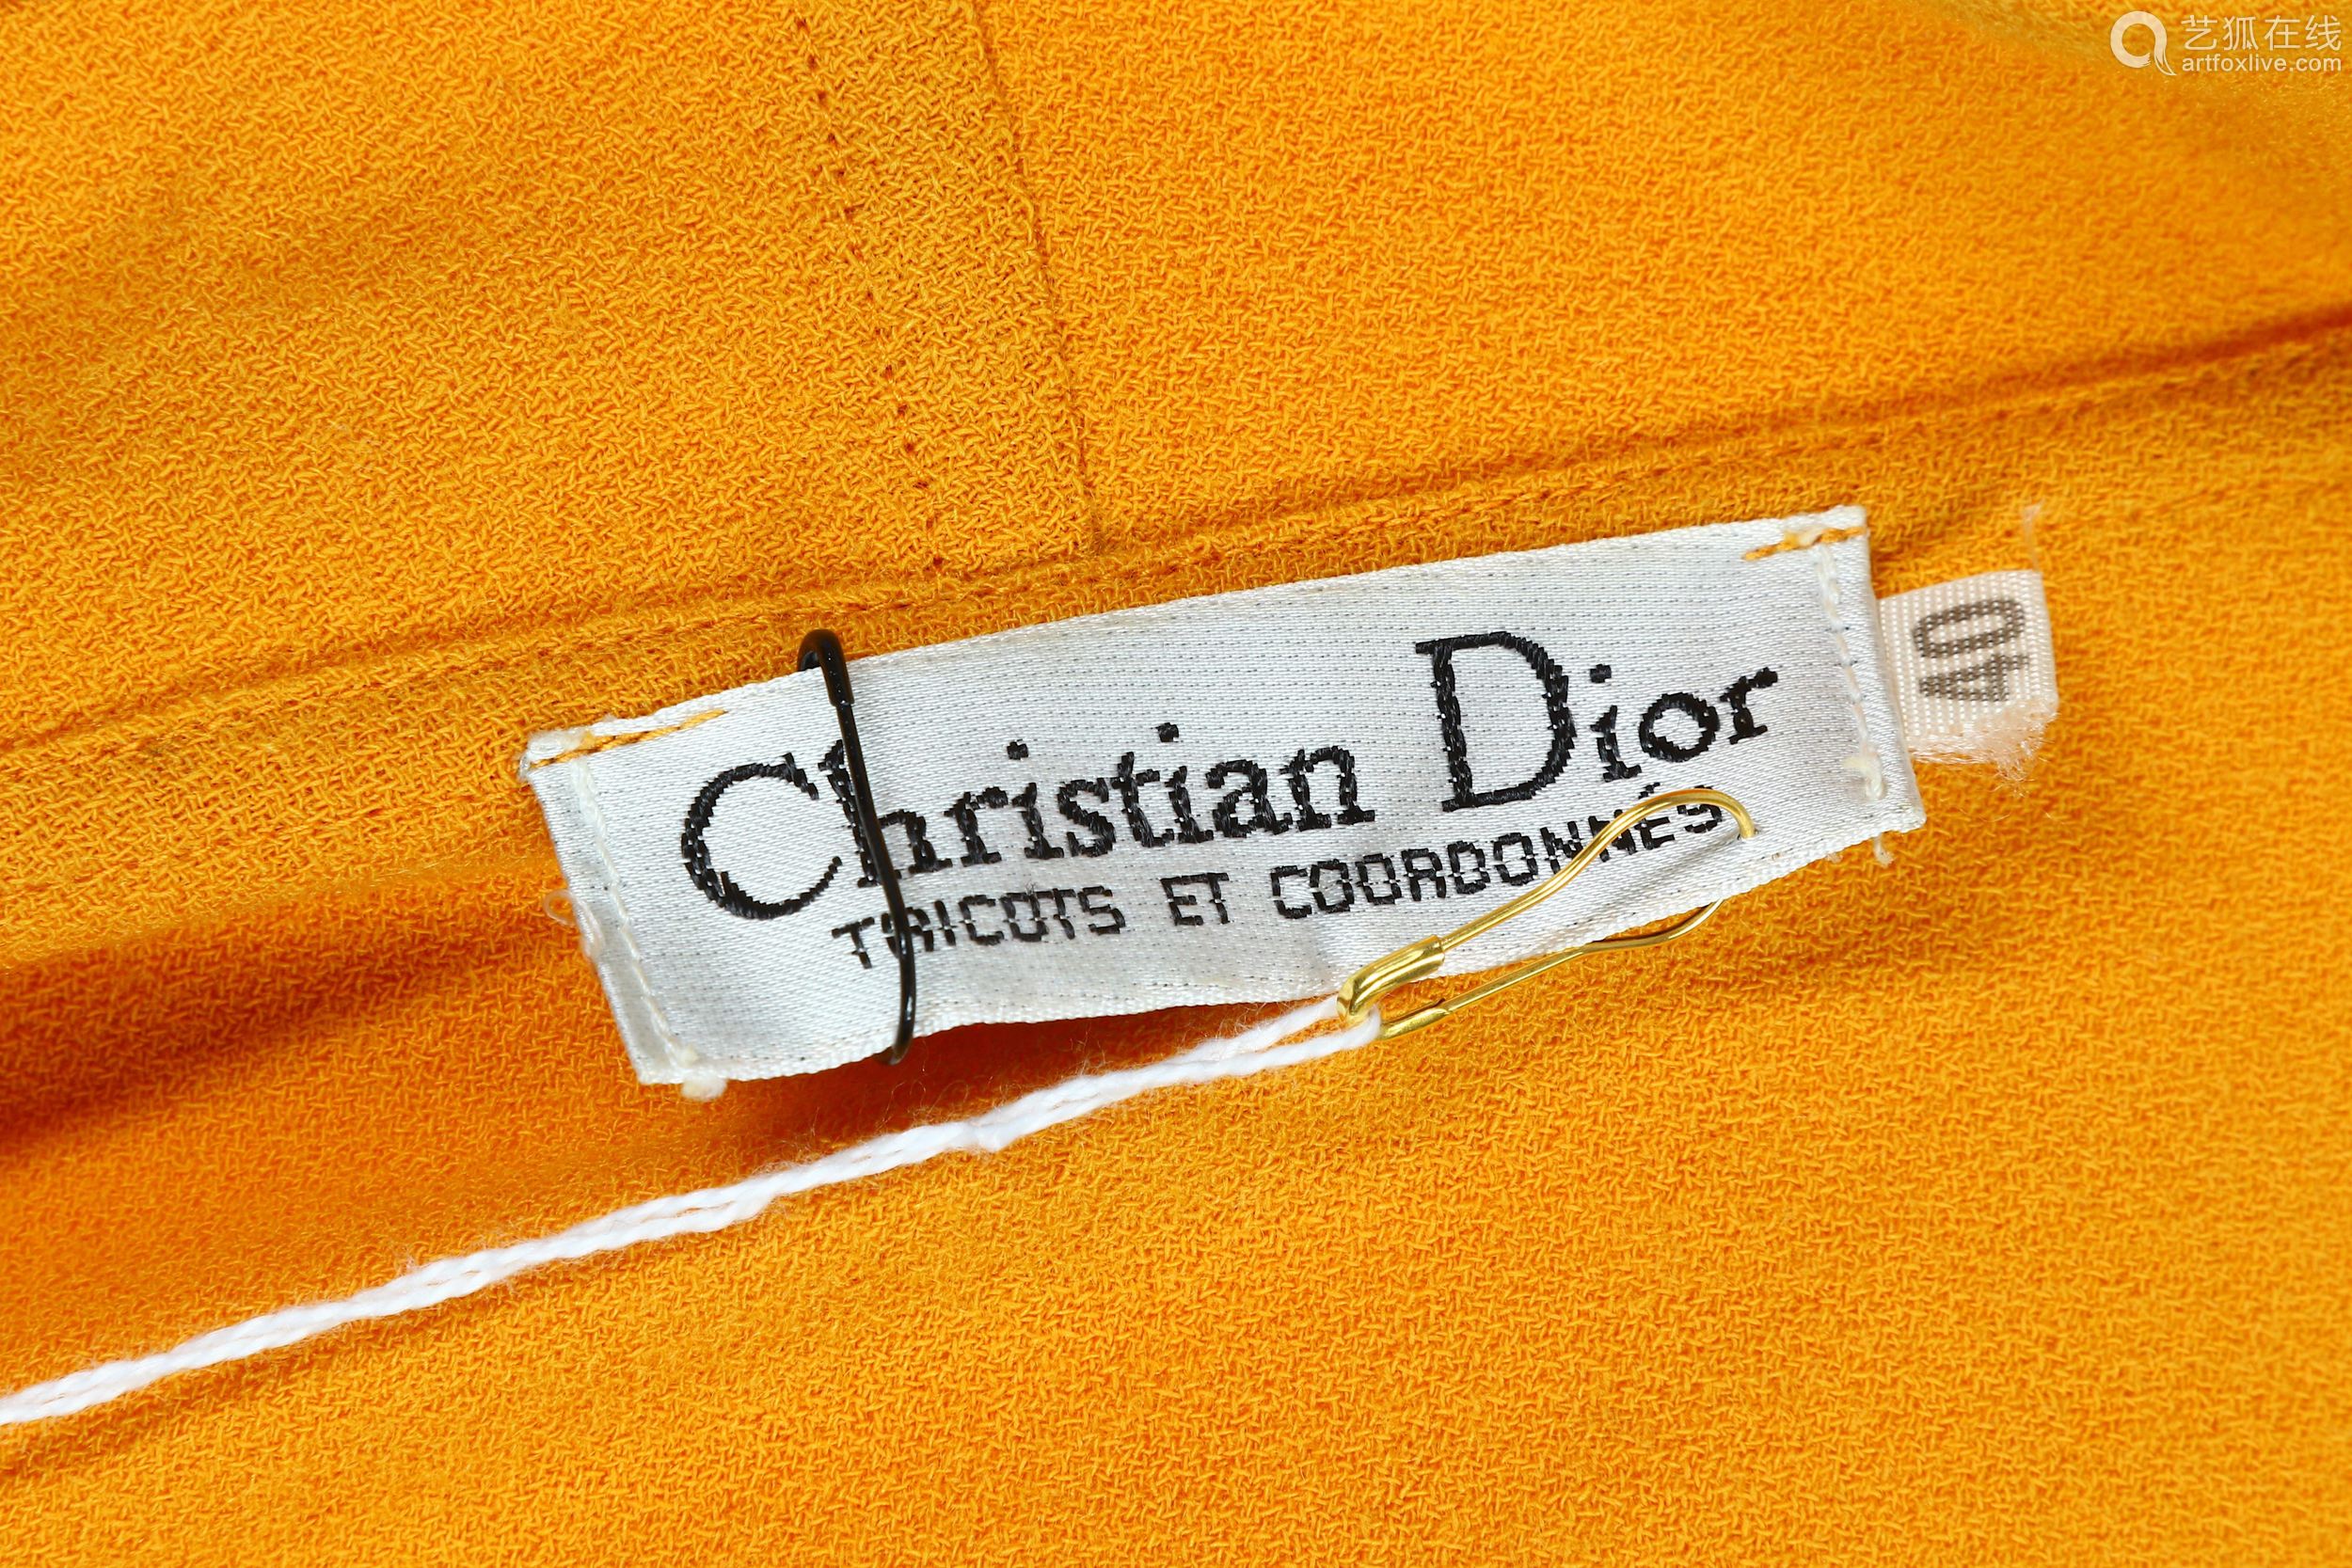 艺狐在线
artfoxlive.com
Christian Dior
TRICOTS ET COORDONNÉS
40